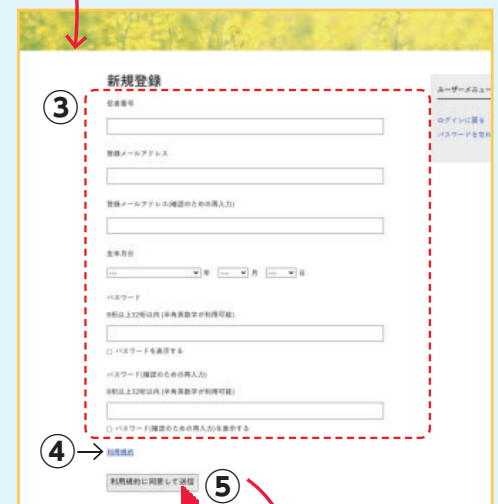 新規登録
③
信者番号
登録メールアドレス
登録メールアドレス(確認のための再入力)
生年月日
--- 年 --- 月 --- 日
パスワード
8桁以上32桁以内 (半角英数字が利用可能)
パスワードを表示する
パスワード(確認のための再入力)
8桁以上32桁以内 (半角英数字が利用可能)
パスワード(確認のための再入力)を表示する
④
利用規約
利用規約に同意して送信
⑤
ユーザーメニュー
ログインに戻る
パスワードを忘れ